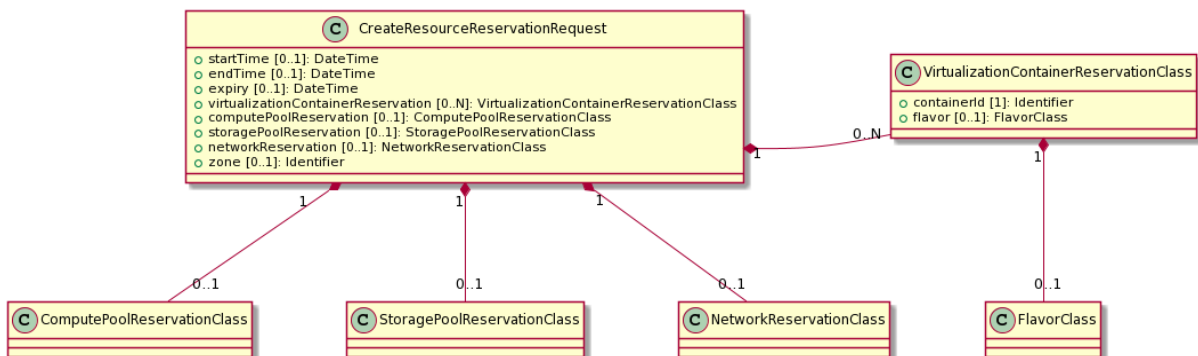 C CreateResourceReservationRequest
startTime [0..1]: DateTime
endTime [0..1]: DateTime
expiry [0..1]: DateTime
virtualizationContainerReservation [0..N]: VirtualizationContainerReservationClass
computePoolReservation [0..1]: ComputePoolReservationClass
storagePoolReservation [0..1]: StoragePoolReservationClass
networkReservation [0..1]: NetworkReservationClass
zone [0..1]: Identifier
C VirtualizationContainerReservationClass
containerId [1]: Identifier
flavor [0..1]: FlavorClass
1
0..N
1
1
1
1
0..1
0..1
0..1
0..1
C ComputePoolReservationClass
C StoragePoolReservationClass
C NetworkReservationClass
C FlavorClass